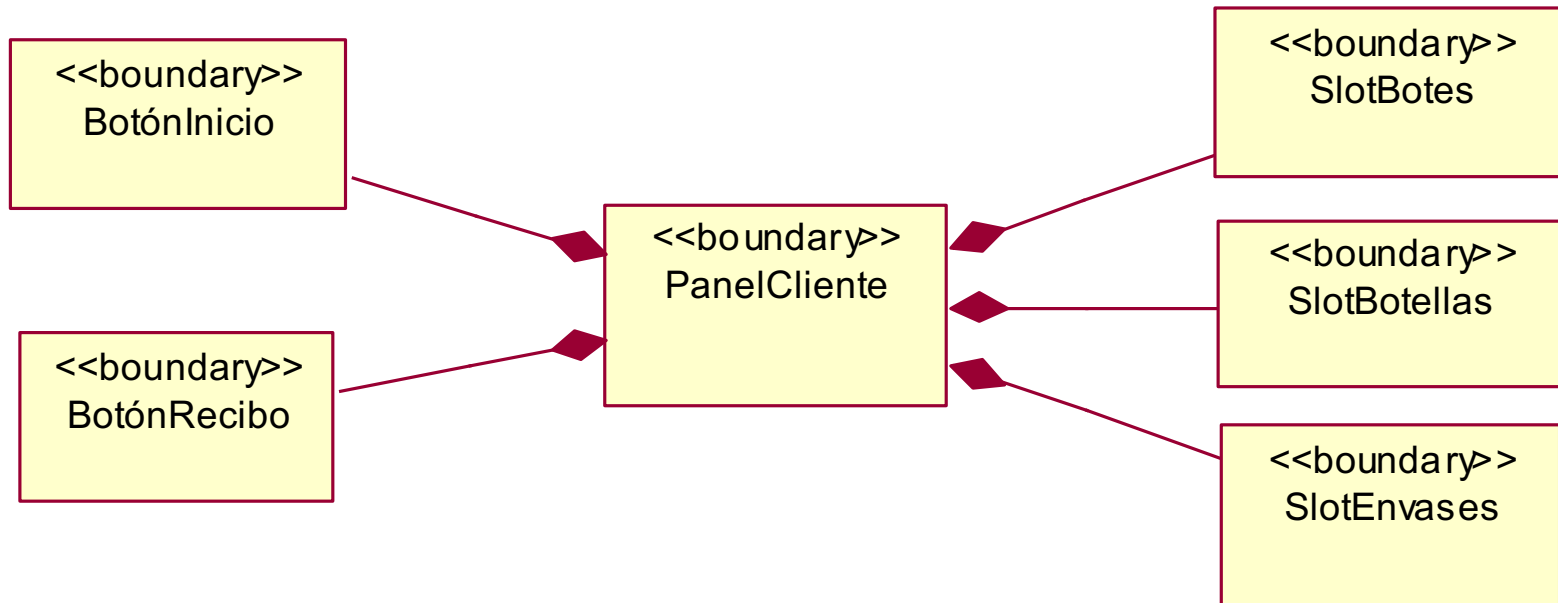 <<boundary>>
BotónInicio
<<boundary>>
BotónRecibo
<<boundary>>
PanelCliente
<<boundary>>
SlotBotes
<<boundary>>
SlotBotellas
<<boundary>>
SlotEnvases